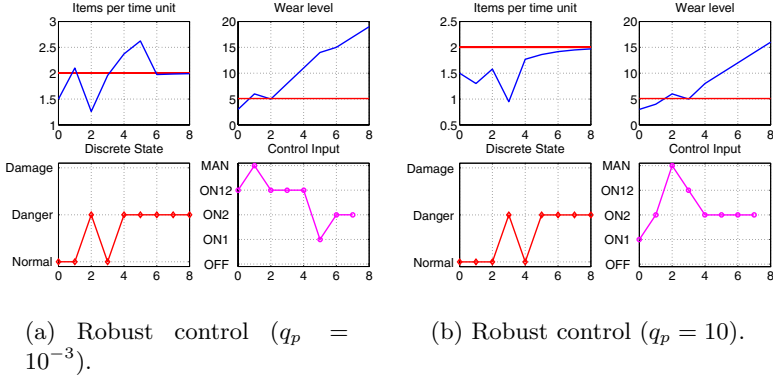 Items per time unit
Wear level
Items per time unit
Wear level
3
2.5
2
1.5
1
0 2 4 6 8
20
15
10
5
0
0 2 4 6 8
2.5
2
1.5
1
0.5
0 2 4 6 8
20
15
10
5
0
0 2 4 6 8
Discrete State
Control Input
Discrete State
Control Input
Damage
Danger
Normal
0 2 4 6 8
MAN
ON12
ON2
ON1
OFF
0 2 4 6 8
Damage
Danger
Normal
0 2 4 6 8
MAN
ON12
ON2
ON1
OFF
0 2 4 6 8
(a) Robust control (q_p =
10^{-3}).
(b) Robust control (q_p = 10).